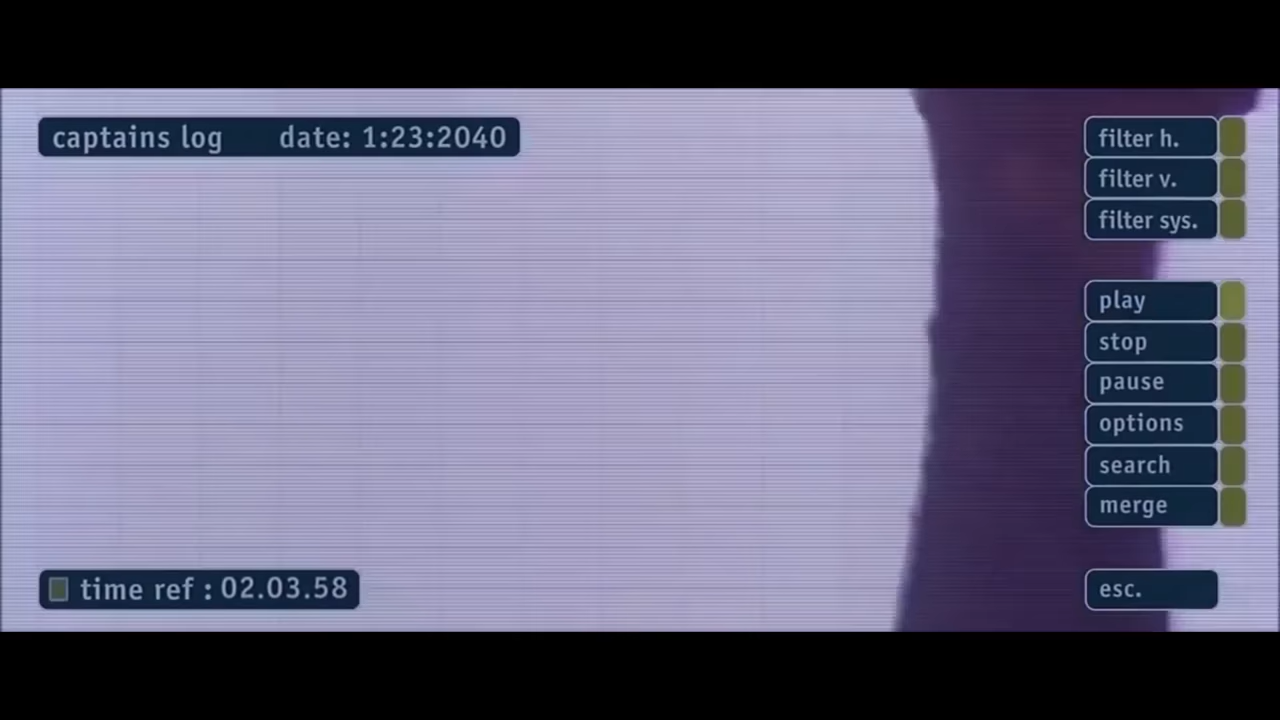 captains log date: 1:23:2040
filter h.
filter v.
filter sys.
play
stop
pause
options
search
merge
time ref : 02.03.58
esc.